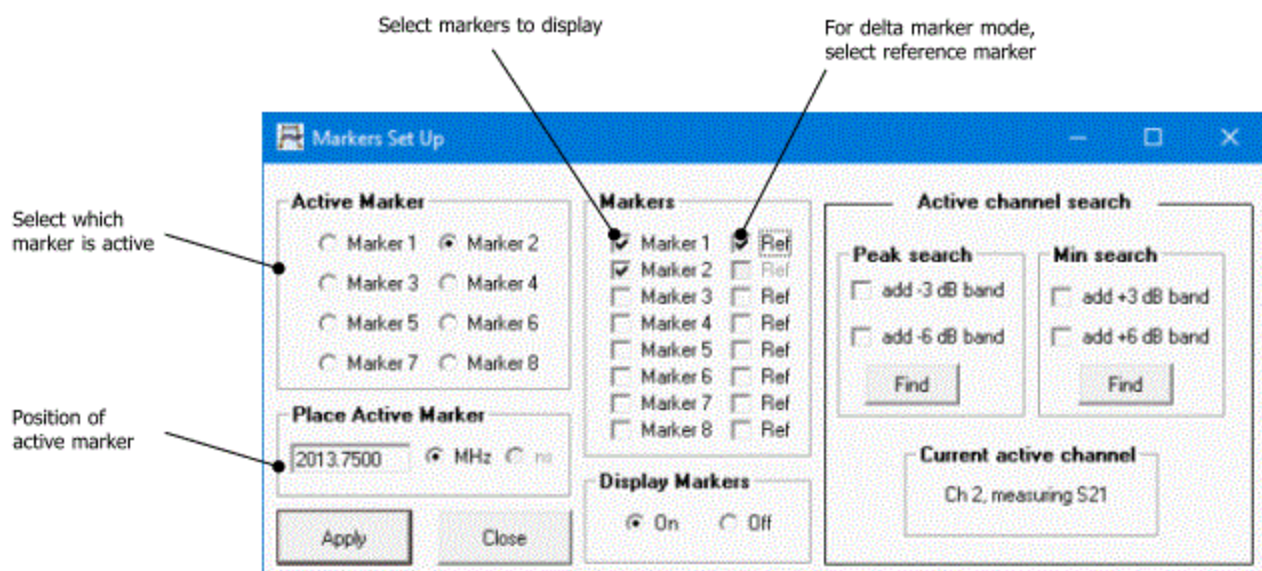 Select markers to display
For delta marker mode,
select reference marker
Markers Set Up
Select which
marker is active
Active Marker
Marker 1 Marker 2
Marker 3 Marker 4
Marker 5 Marker 6
Marker 7 Marker 8
Position of
active marker
Place Active Marker
2013.7500 MHz ns
Apply Close
Markers
Marker 1 Ref
Marker 2 Ref
Marker 3 Ref
Marker 4 Ref
Marker 5 Ref
Marker 6 Ref
Marker 7 Ref
Marker 8 Ref
Display Markers
On Off
Active channel search
Peak search
add -3 dB band
add -6 dB band
Find
Min search
add +3 dB band
add +6 dB band
Find
Current active channel
Ch 2, measuring S21